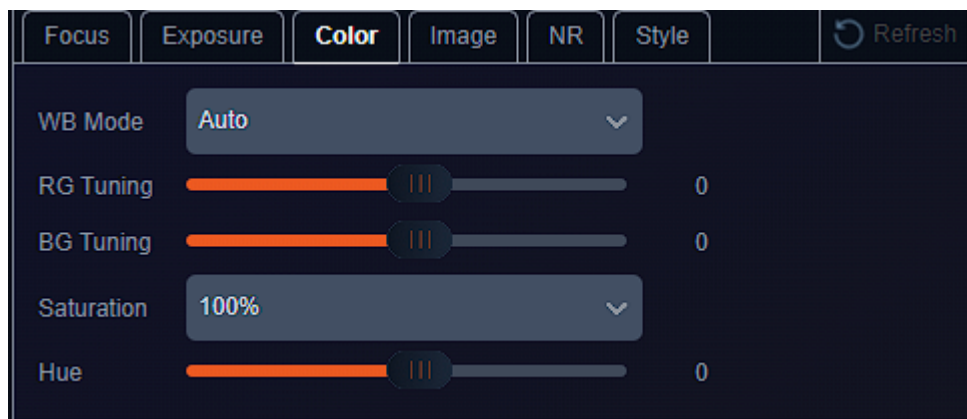 Focus Exposure Color Image NR Style Refresh
WB Mode Auto
RG Tuning 0
BG Tuning 0
Saturation 100%
Hue 0